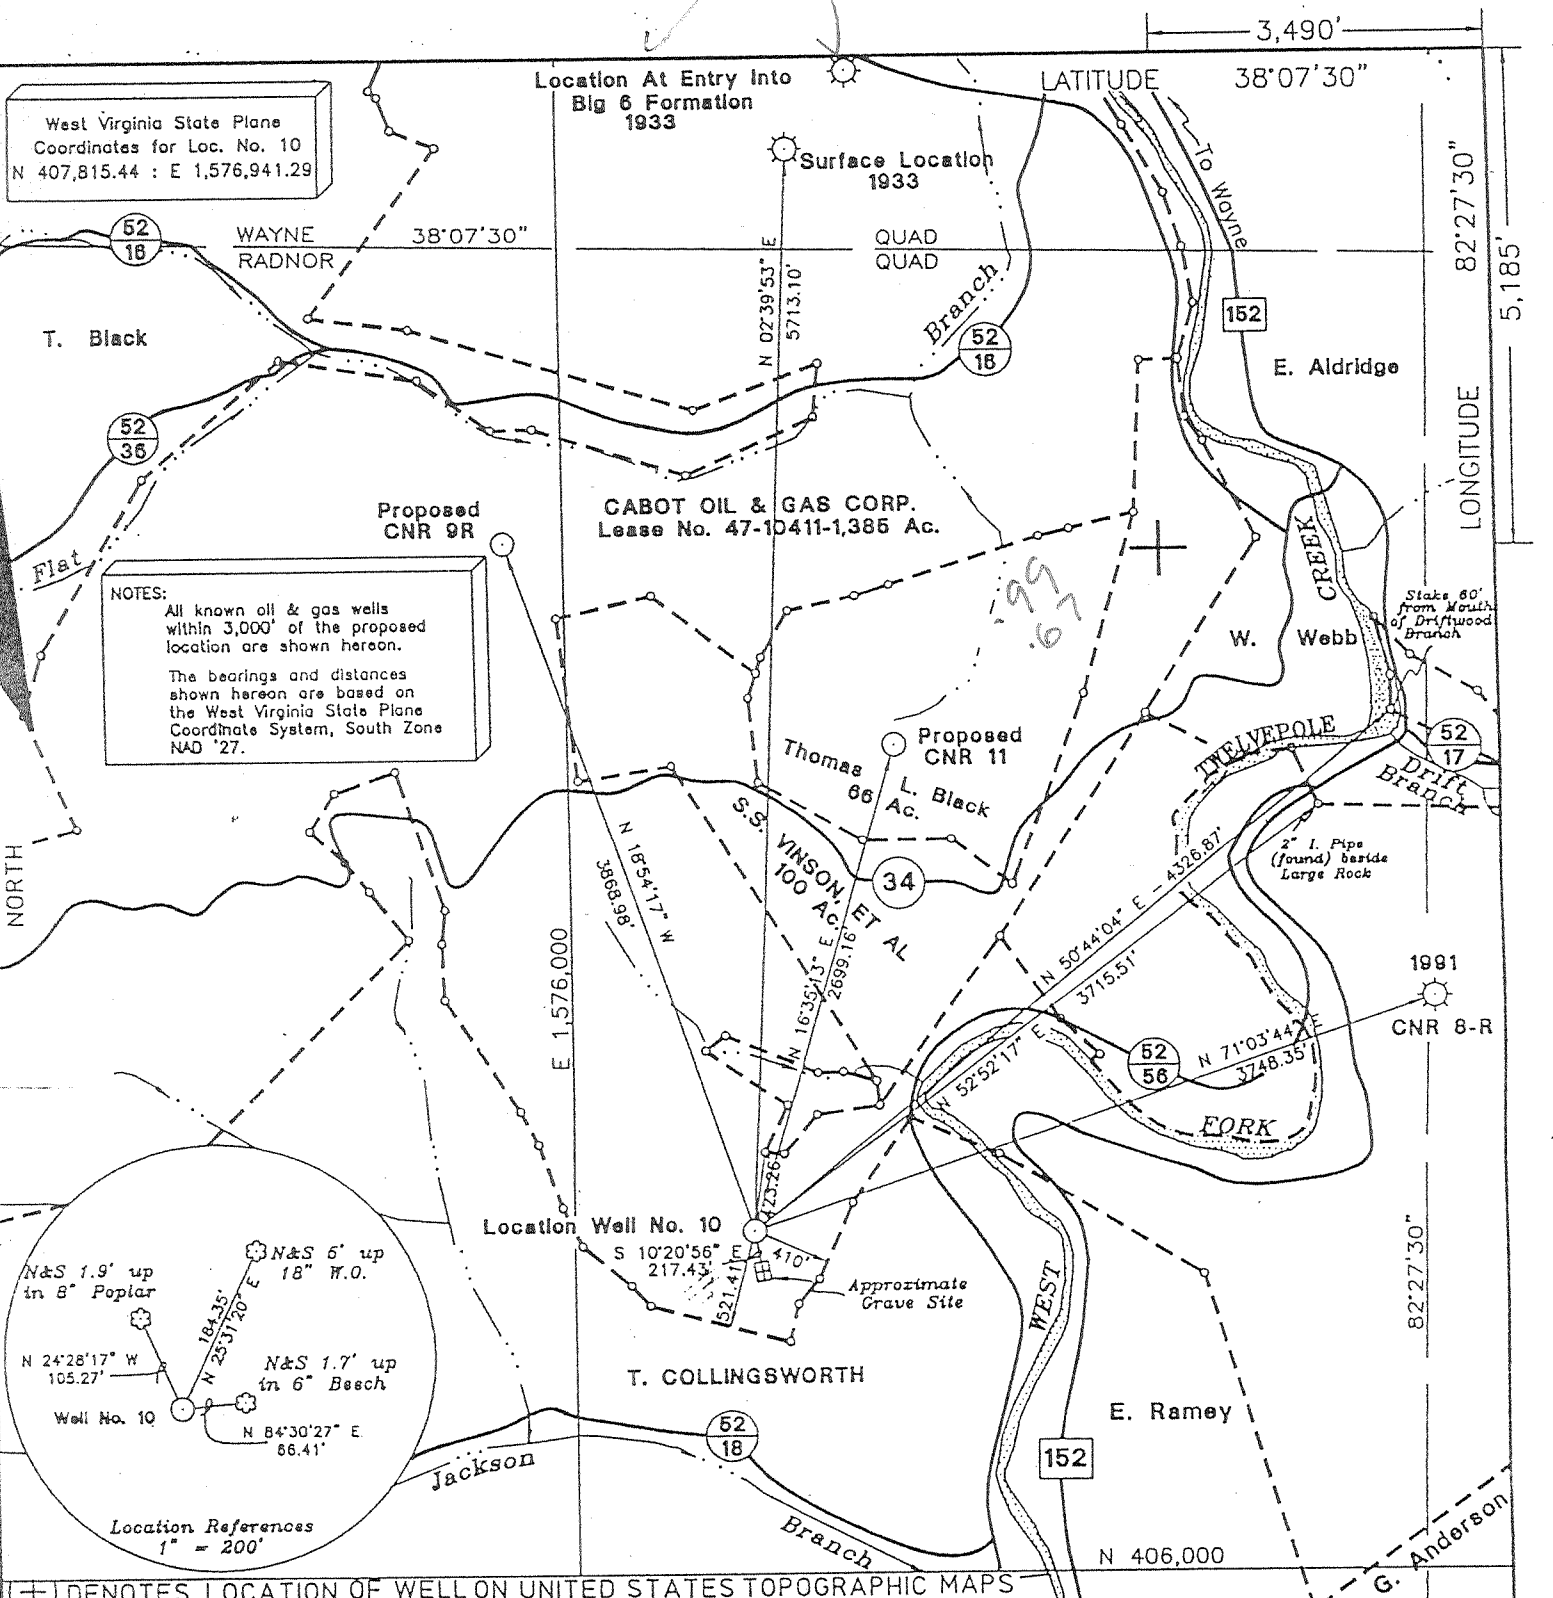 3,490'
LATITUDE 38°07'30"
Location At Entry Into
Big 6 Formation
1933
West Virginia State Plane
Coordinates for Loc. No. 10
N 407,815.44 : E 1,576,941.29
Surface Location
1933
To Wayne
82°27'30"
5,185'
52
16
WAYNE 38°07'30" QUAD
RADNOR QUAD
N 02°39'53" E
5713.10'
Branch
52
16
152
T. Black
E. Aldridge
LONGITUDE
52
36
Proposed
CNR 9R
CABOT OIL & GAS CORP.
Lease No. 47-10411-1,385 Ac.
Flat
NOTES:
All known oil & gas wells
within 3,000' of the proposed
location are shown hereon.
The bearings and distances
shown hereon are based on
the West Virginia State Plane
Coordinate System, South Zone
NAD '27.
.99
.67
CREEK
Stake 60'
from Mouth
of Driftwood
Branch
W. Webb
TWELVEPOLE
52
17
Drift
Branch
Proposed
CNR 11
Thomas L. Black
66 Ac.
S.S. VINSON, ET AL
100 Ac.
34
2" I. Pipe
(found) beside
Large Rock
NORTH
N 18°54'17" W
3868.98'
E 1,576,000
N 16°35'13" E
2699.16'
N 50°44'04" E - 4326.87'
3715.51'
N 52°52'17" E
1991
CNR 8-R
52
56
N 71°03'44" E
3748.35'
FORK
423.26'
Location Well No. 10
S 10°20'56" E
217.43'
410'
521.41'
Approximate
Grave Site
WEST
82°27'30"
N&S 6' up
18" W.O.
N&S 1.9' up
in 8" Poplar
184.35'
N 25°31'20" E
N 24°28'17" W
105.27'
N&S 1.7' up
in 6" Beech
Well No. 10
N 84°30'27" E
66.41'
Location References
1" = 200'
T. COLLINGSWORTH
E. Ramey
52
18
152
Jackson
Branch
N 406,000
G. Anderson
+ DENOTES LOCATION OF WELL ON UNITED STATES TOPOGRAPHIC MAPS